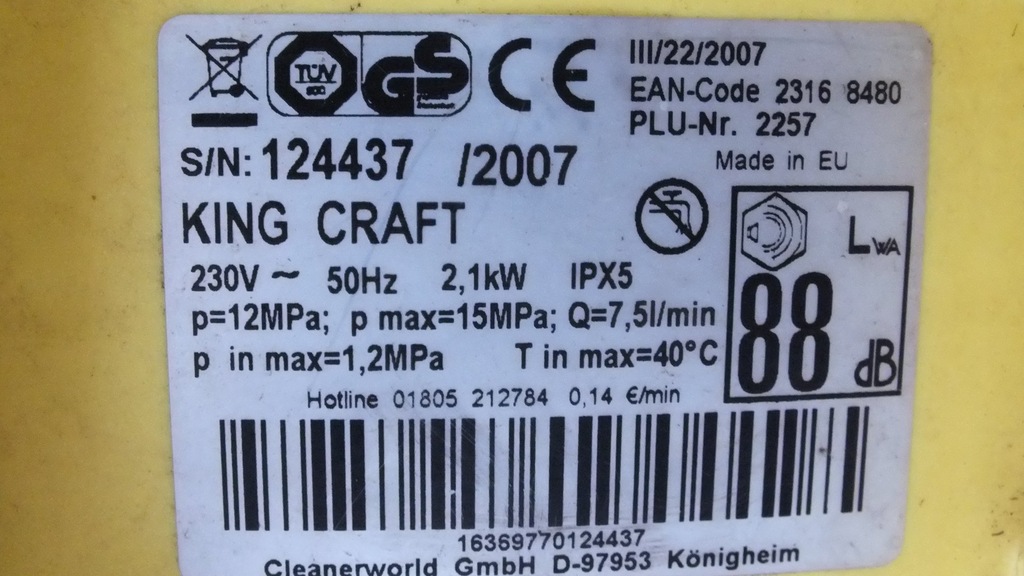 TÜV
GS
CE
III/22/2007
EAN-Code 2316 8480
PLU-Nr. 2257
S/N: 124437 /2007
Made in EU
KING CRAFT
230V ~ 50Hz 2,1kW IPX5
LWA
p=12MPa; p max=15MPa; Q=7,5l/min
88 dB
p in max=1,2MPa T in max=40°C
Hotline 01805 212784 0,14 €/min
16369770124437
Cleanerworld GmbH D-97953 Königheim